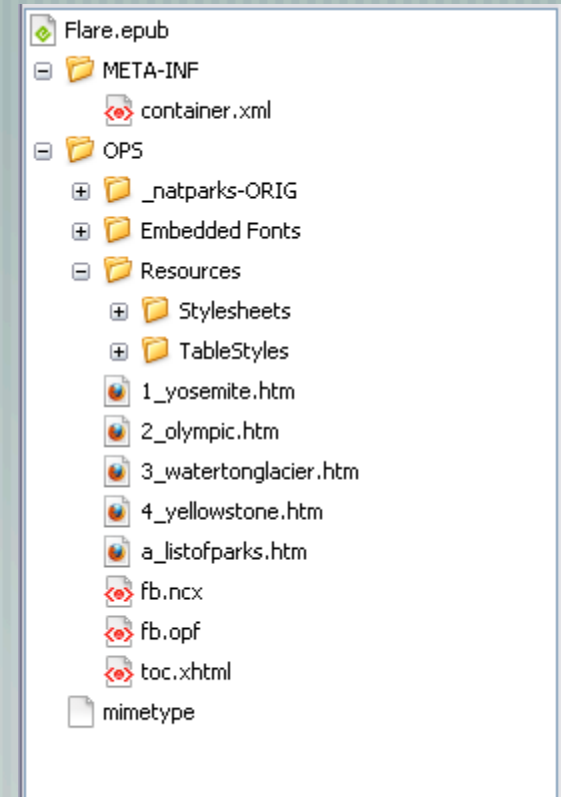 Flare.epub
META-INF
container.xml
OPS
_natparks-ORIG
Embedded Fonts
Resources
Stylesheets
TableStyles
1_yosemite.htm
2_olympic.htm
3_watertonglacier.htm
4_yellowstone.htm
a_listofparks.htm
fb.ncx
fb.opf
toc.xhtml
mimetype